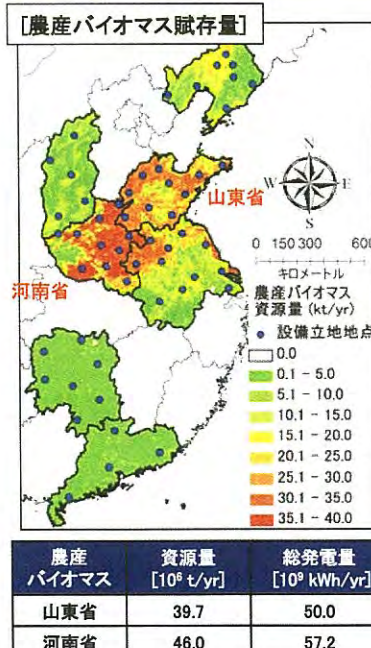 [農産バイオマス賦存量]
山東省
N
W E
S
0 150 300 600
キロメートル
河南省
農産バイオマス
資源量 (kt/yr)
設備立地地点
0.0
0.1 - 5.0
5.1 - 10.0
10.1 - 15.0
15.1 - 20.0
20.1 - 25.0
25.1 - 30.0
30.1 - 35.0
35.1 - 40.0
農産バイオマス 資源量 [10⁶ t/yr] 総発電量 [10⁹ kWh/yr]
山東省 39.7 50.0
河南省 46.0 57.2